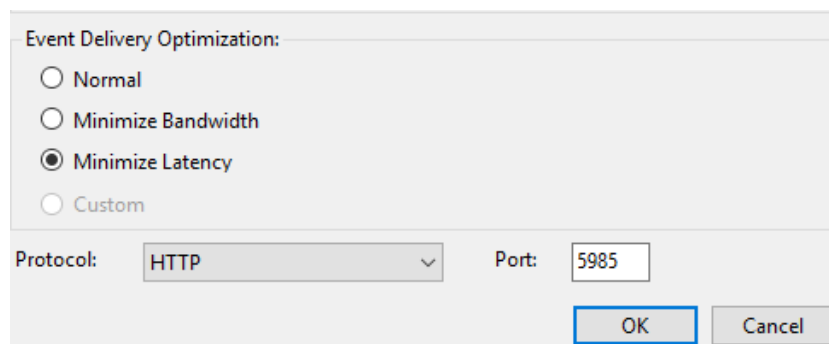 Event Delivery Optimization:
Normal
Minimize Bandwidth
Minimize Latency
Custom
Protocol: HTTP Port: 5985
OK Cancel